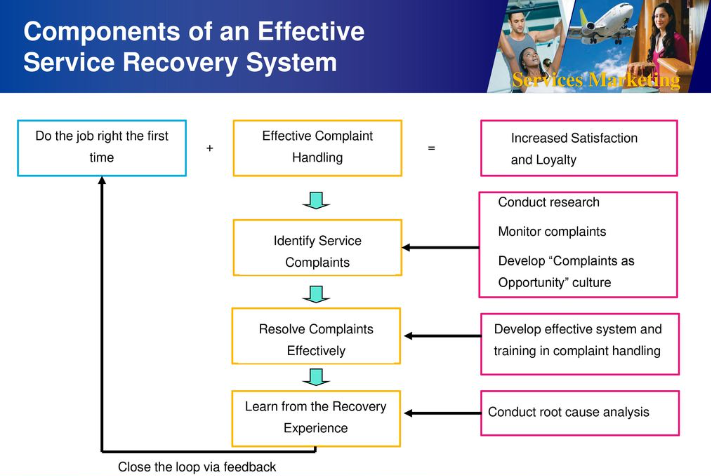 Components of an Effective
Service Recovery System
Services Marketing
Do the job right the first
time
+
Effective Complaint
Handling
=
Increased Satisfaction
and Loyalty
Conduct research
Monitor complaints
Develop “Complaints as
Opportunity” culture
Identify Service
Complaints
Resolve Complaints
Effectively
Develop effective system and
training in complaint handling
Learn from the Recovery
Experience
Conduct root cause analysis
Close the loop via feedback